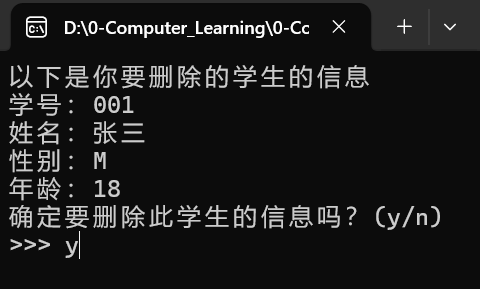 D:\0-Computer_Learning\0-Cc
以下是你要删除的学生的信息
学号：001
姓名：张三
性别：M
年龄：18
确定要删除此学生的信息吗？(y/n)
>>> y